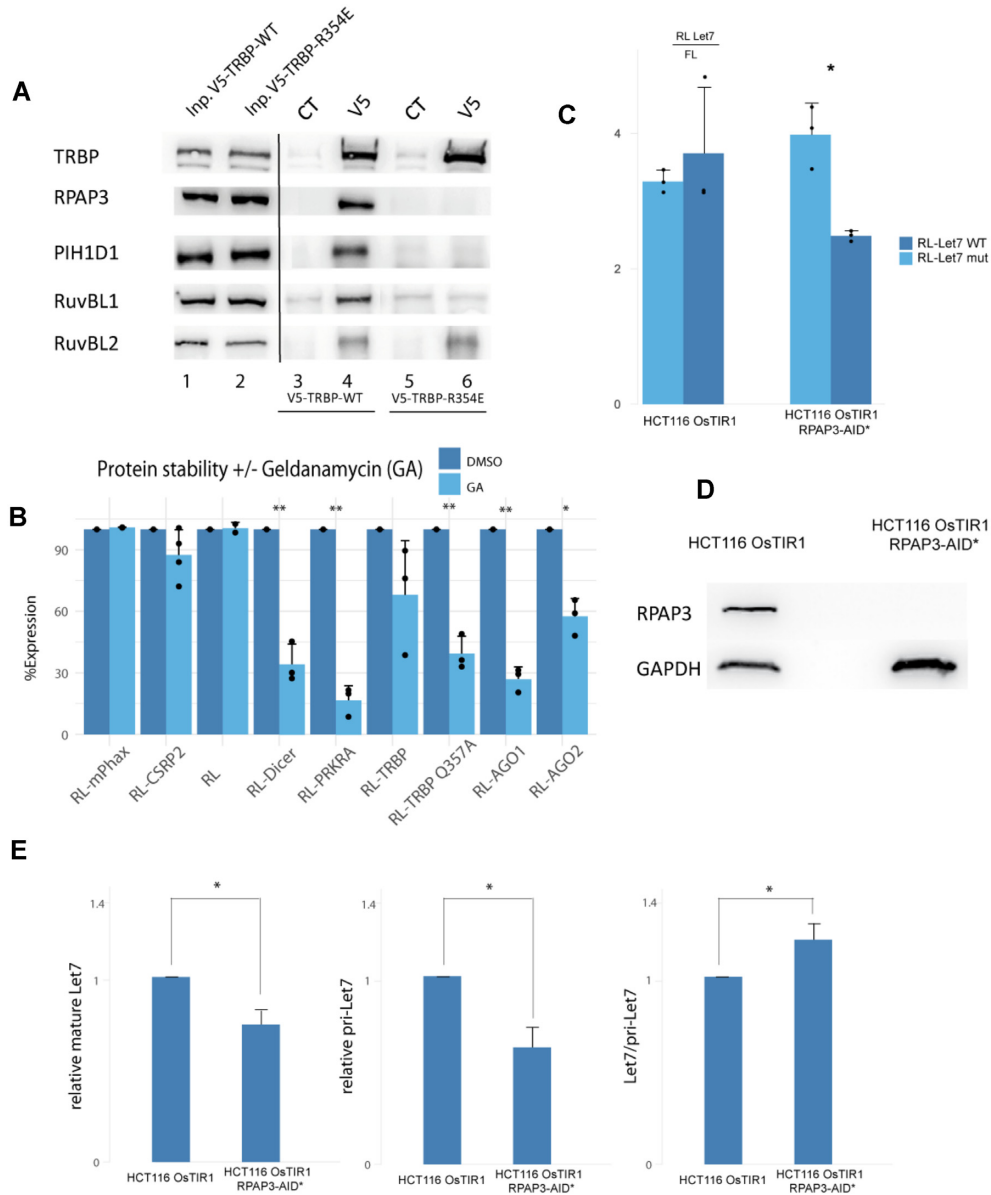 A
Inp. V5-TRBP-WT
Inp. V5-TRBP-R354E
CT
V5
CT
V5
TRBP
RPAP3
PIH1D1
RuvBL1
RuvBL2
1 2 3 4 5 6
V5-TRBP-WT V5-TRBP-R354E
C
RL Let7
FL
*
4
2
0
RL-Let7 WT
RL-Let7 mut
HCT116 OsTIR1
HCT116 OsTIR1
RPAP3-AID*
B
Protein stability +/- Geldanamycin (GA)
DMSO
GA
** ** ** ** *
%Expression
90
60
30
0
RL-mPhax
RL-CSRP2
RL
RL-Dicer
RL-PRKRA
RL-TRBP
RL-TRBP Q357A
RL-AGO1
RL-AGO2
D
HCT116 OsTIR1
HCT116 OsTIR1
RPAP3-AID*
RPAP3
GAPDH
E
relative mature Let7
1.4
1
0
*
HCT116 OsTIR1
HCT116 OsTIR1
RPAP3-AID*
relative pri-Let7
1.4
1
0
*
HCT116 OsTIR1
HCT116 OsTIR1
RPAP3-AID*
Let7/pri-Let7
1.4
1
0
*
HCT116 OsTIR1
HCT116 OsTIR1
RPAP3-AID*